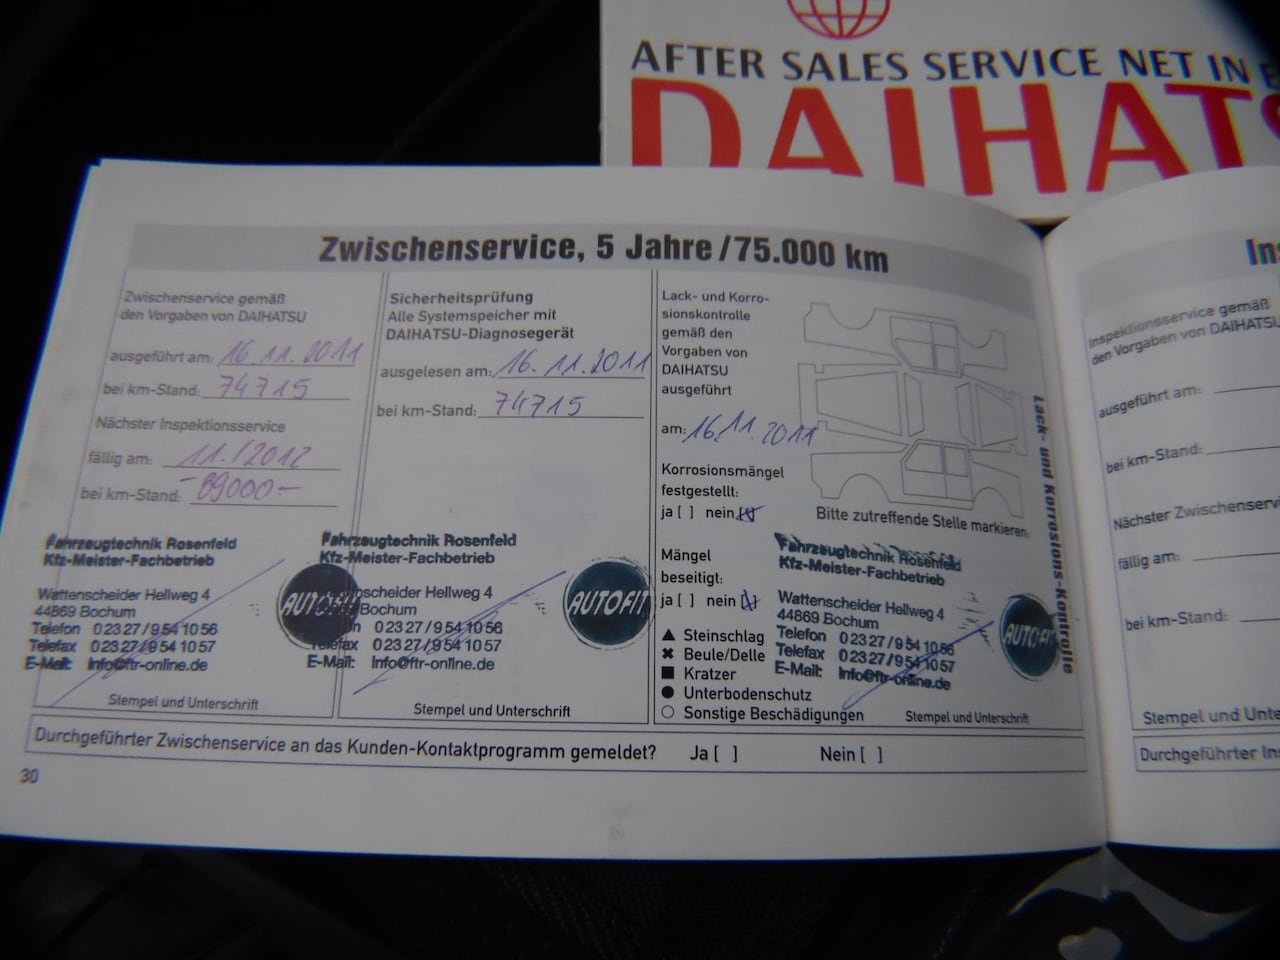 AFTER SALES SERVICE NET IN
DAIHATS
Zwischenservice, 5 Jahre/75.000 km
Zwischenservice gemäß
den Vorgaben von DAIHATSU
ausgeführt am: 16.11.2011
bei km-Stand: 74715
Nächster Inspektionsservice
fällig am: 11./2012
bei km-Stand: -89000-
Fahrzeugtechnik Rosenfeld
Kfz-Meister-Fachbetrieb
Wattenscheider Hellweg 4
44869 Bochum
Telefon 02327/9541056
Telefax 02327/9541057
E-Mail: info@ftr-online.de
Stempel und Unterschrift
Sicherheitsprüfung
Alle Systemspeicher mit
DAIHATSU-Diagnosegerät
ausgelesen am: 16.11.2011
bei km-Stand: 74715
Fahrzeugtechnik Rosenfeld
Kfz-Meister-Fachbetrieb
Hellweg 4
Bochum
02327/9541056
Telefax 02327/9541057
E-Mail: info@ftr-online.de
AUTOFIT
Stempel und Unterschrift
Lack- und Korro-
sionskontrolle
gemäß den
Vorgaben von
DAIHATSU
ausgeführt
am: 16.11.2011
Korrosionsmängel
festgestellt:
ja [ ] nein [x]
Mängel
beseitigt:
ja [ ] nein [x]
▲ Steinschlag
✖ Beule/Delle
■ Kratzer
● Unterbodenschutz
○ Sonstige Beschädigungen
Bitte zutreffende Stelle markieren:
Fahrzeugtechnik Rosenfeld
Kfz-Meister-Fachbetrieb
Wattenscheider Hellweg 4
44869 Bochum
Telefon 02327/9541056
Telefax 02327/9541057
E-Mail: info@ftr-online.de
AUTOFIT
Stempel und Unterschrift
Lack- und Korrosions-Kontrolle
Durchgeführter Zwischenservice an das Kunden-Kontaktprogramm gemeldet? Ja [ ] Nein [ ]
30
Inspektionsservice gemäß
den Vorgaben von DAIHATSU
ausgeführt am:
bei km-Stand:
Nächster
fällig am:
bei km-Stand:
Stempel und
Durchgeführter